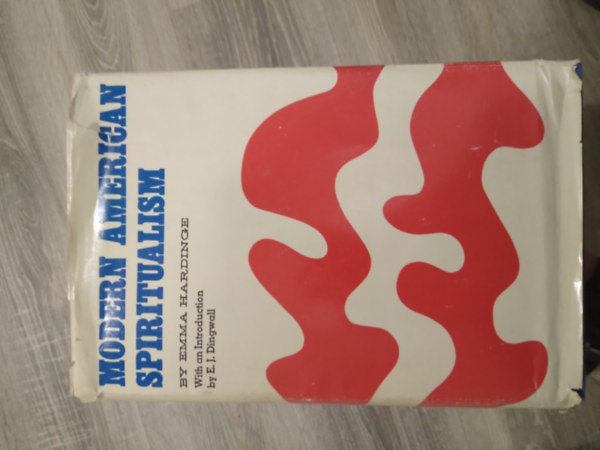 MODERN AMERICAN
SPIRITUALISM
BY EMMA HARDINGE
With an Introduction
by E. J. Dingwall